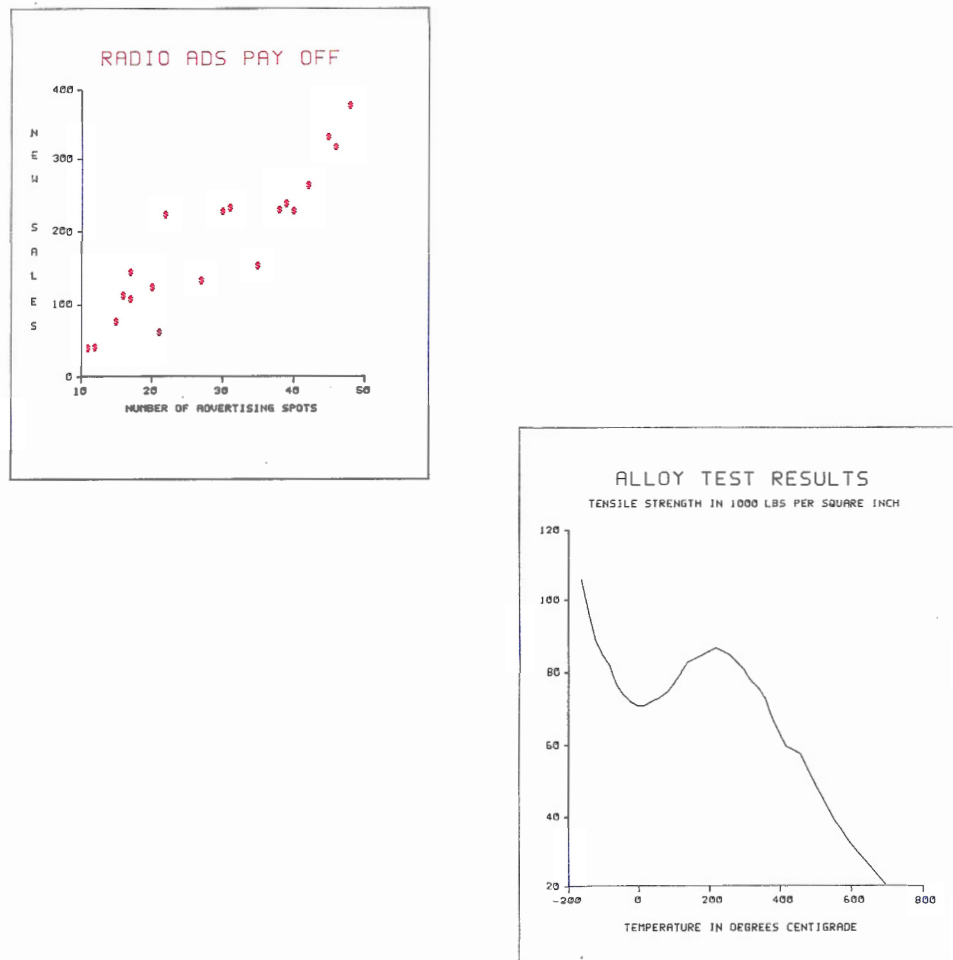 RADIO ADS PAY OFF
400
300
200
100
0
NEW SALES
10 20 30 40 50
NUMBER OF ADVERTISING SPOTS
ALLOY TEST RESULTS
TENSILE STRENGTH IN 1000 LBS PER SQUARE INCH
120
100
80
60
40
20
-200 0 200 400 600 800
TEMPERATURE IN DEGREES CENTIGRADE